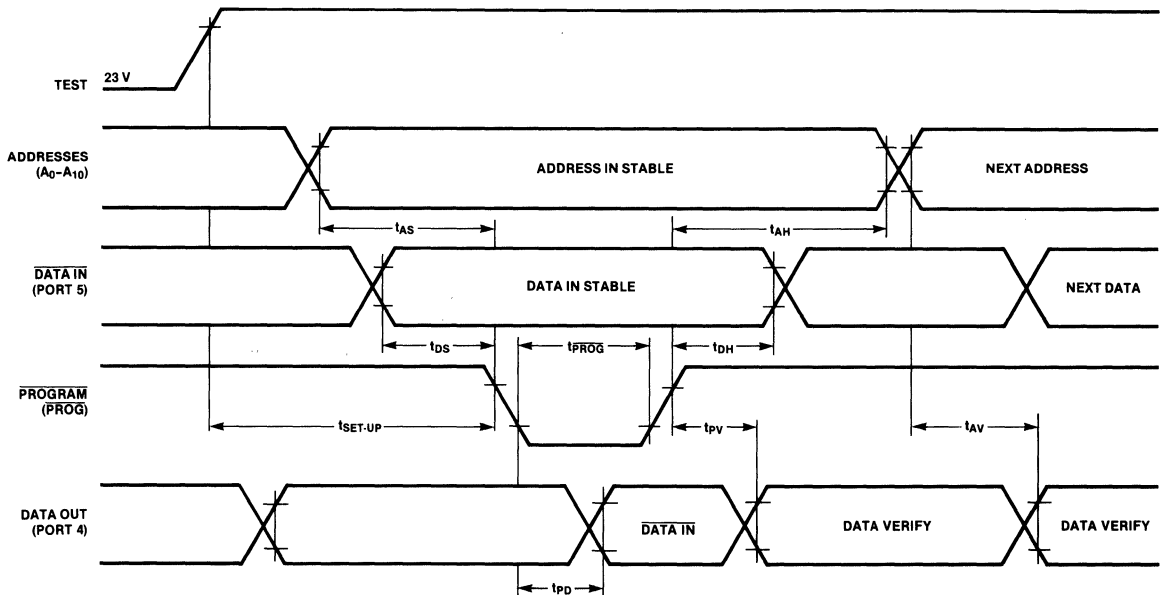 TEST
23 V
ADDRESSES
(A0–A10)
ADDRESS IN STABLE
NEXT ADDRESS
tAS
tAH
DATA IN
(PORT 5)
DATA IN STABLE
NEXT DATA
tDS
tPROG
tDH
PROGRAM
(PROG)
tSET-UP
tPV
tAV
DATA OUT
(PORT 4)
DATA IN
DATA VERIFY
DATA VERIFY
tPD